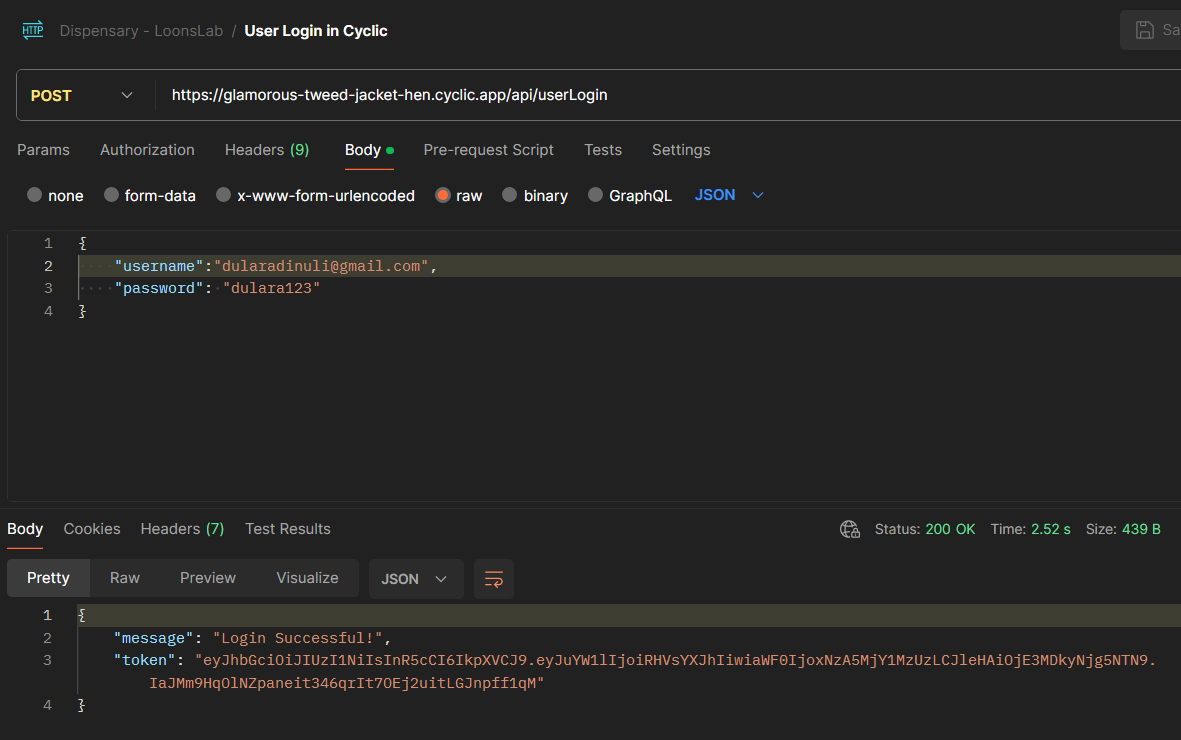 HTTP Dispensary - LoonsLab / User Login in Cyclic Sa
POST https://glamorous-tweed-jacket-hen.cyclic.app/api/userLogin
Params Authorization Headers (9) Body Pre-request Script Tests Settings
none form-data x-www-form-urlencoded raw binary GraphQL JSON
1 {
2 "username":"dularadinuli@gmail.com",
3 "password": "dulara123"
4 }
Body Cookies Headers (7) Test Results Status: 200 OK Time: 2.52 s Size: 439 B
Pretty Raw Preview Visualize JSON
1 {
2 "message": "Login Successful!",
3 "token": "eyJhbGciOiJIUzI1NiIsInR5cCI6IkpXVCJ9.eyJuYW1lIjoiRHVsYXJhIiwiaWF0IjoxNzA5MjY1MzUzLCJleHAiOjE3MDkyNjg5NTN9.
IaJMm9HqOlNZpaneit346qrIt7OEj2uitLGJnpff1qM"
4 }